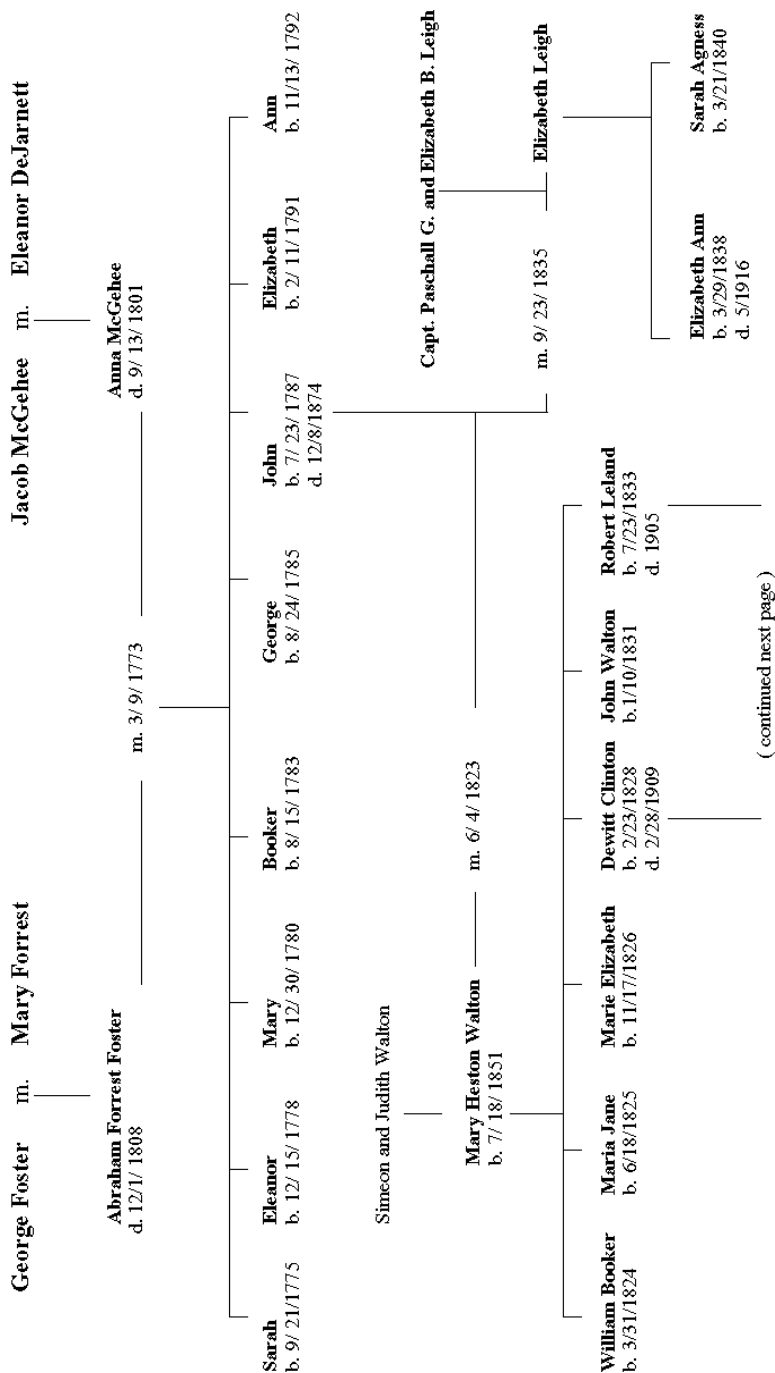 George Foster m. Mary Forrest
Jacob McGehee m. Eleanor DeJarnett
Abraham Forrest Foster
d. 12/1/ 1808
m. 3/ 9/ 1773
Anna McGehee
d. 9/ 13/ 1801
Sarah
b. 9/ 21/1775
Eleanor
b. 12/ 15/ 1778
Mary
b. 12/ 30/ 1780
Booker
b. 8/ 15/ 1783
George
b. 8/ 24/ 1785
John
b. 7/ 23/ 1787
d. 12/8/1874
Elizabeth
b. 2/ 11/ 1791
Ann
b. 11/13/ 1792
Simeon and Judith Walton
Capt. Paschall G. and Elizabeth B. Leigh
Mary Heston Walton
b. 7/ 18/ 1851
m. 6/ 4/ 1823
m. 9/ 23/ 1835
Elizabeth Leigh
William Booker
b. 3/31/1824
Maria Jane
b. 6/18/1825
Marie Elizabeth
b. 11/17/1826
Dewitt Clinton
b. 2/23/1828
d. 2/28/1909
John Walton
b.1/10/1831
Robert Leland
b. 7/23/1833
d. 1905
Elizabeth Ann
b. 3/29/1838
d. 5/1916
Sarah Agness
b. 3/21/1840
( continued next page )